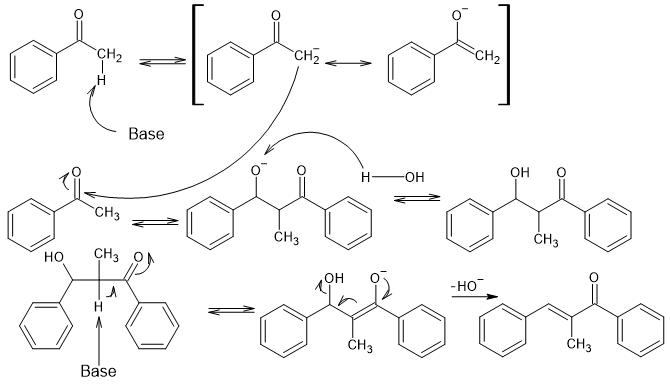 O
CH2
H
Base
O
CH2-
O-
CH2
O
CH3
O- O
CH3
H OH
OH O
CH3
HO CH3 O
H
Base
OH O-
CH3
-HO-
O
CH3